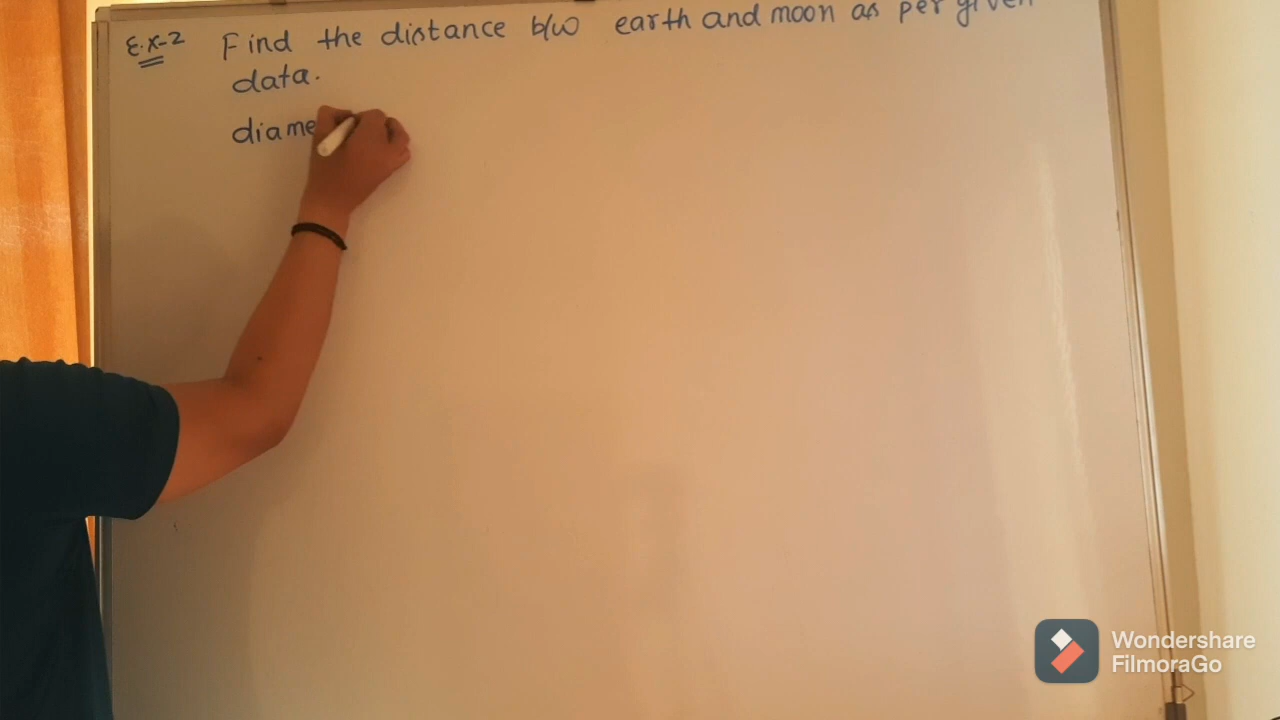 E.X-2 Find the distance b/w earth and moon as per given
data.
diame
Wondershare
FilmoraGo